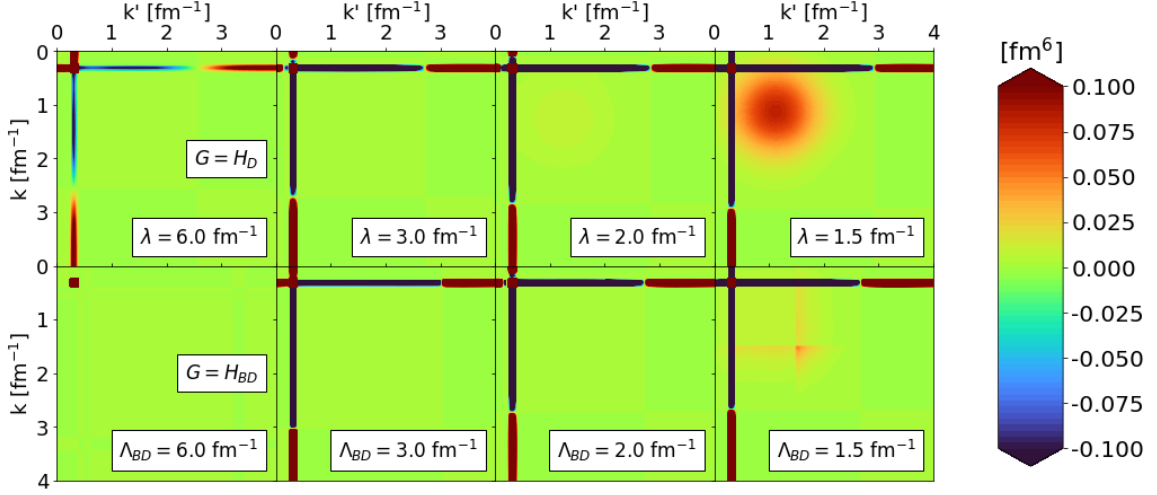 k' [fm⁻¹] k' [fm⁻¹] k' [fm⁻¹] k' [fm⁻¹]
0 1 2 3 0 1 2 3 0 1 2 3 0 1 2 3 4
[fm⁶]
k [fm⁻¹]
0
1
2
3
0
G = H_D
λ = 6.0 fm⁻¹
λ = 3.0 fm⁻¹
λ = 2.0 fm⁻¹
λ = 1.5 fm⁻¹
k [fm⁻¹]
1
2
3
4
G = H_BD
Λ_BD = 6.0 fm⁻¹
Λ_BD = 3.0 fm⁻¹
Λ_BD = 2.0 fm⁻¹
Λ_BD = 1.5 fm⁻¹
0.100
0.075
0.050
0.025
0.000
-0.025
-0.050
-0.075
-0.100